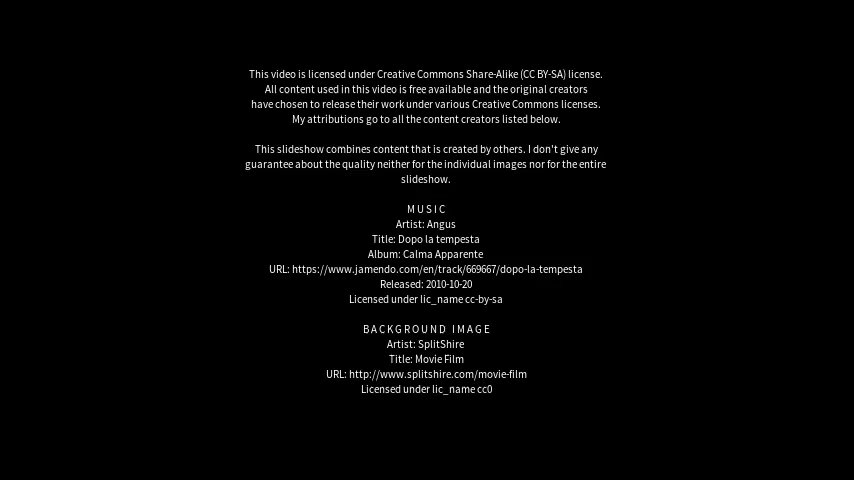 This video is licensed under Creative Commons Share-Alike (CC BY-SA) license.
All content used in this video is free available and the original creators
have chosen to release their work under various Creative Commons licenses.
My attributions go to all the content creators listed below.
This slideshow combines content that is created by others. I don't give any
guarantee about the quality neither for the individual images nor for the entire
slideshow.
MUSIC
Artist: Angus
Title: Dopo la tempesta
Album: Calma Apparente
URL: https://www.jamendo.com/en/track/669667/dopo-la-tempesta
Released: 2010-10-20
Licensed under lic_name cc-by-sa
BACKGROUND IMAGE
Artist: SplitShire
Title: Movie Film
URL: http://www.splitshire.com/movie-film
Licensed under lic_name cc0